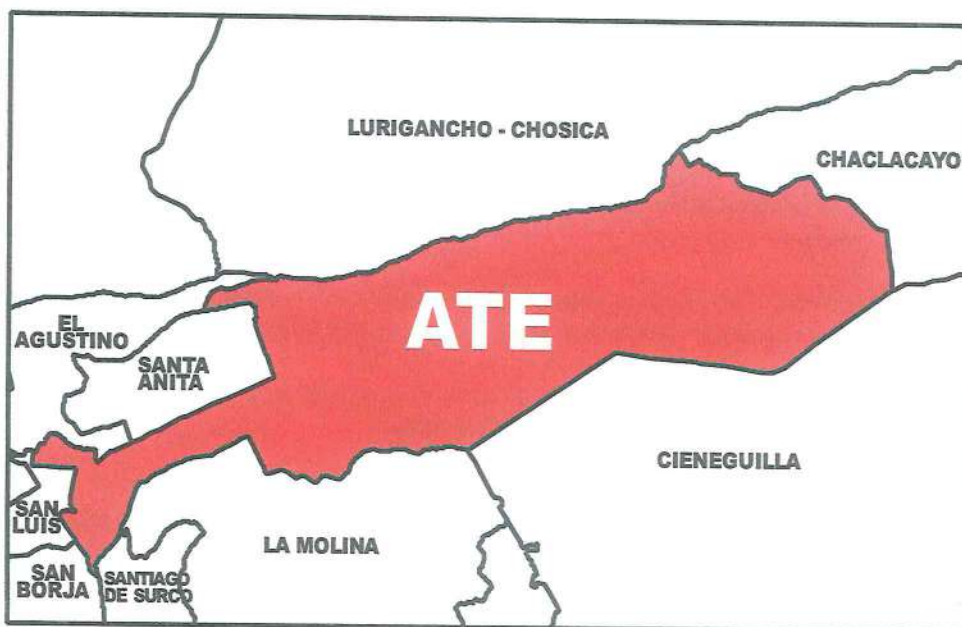 LURIGANCHO - CHOSICA
CHACLACAYO
ATE
EL
AGUSTINO
SANTA
ANITA
CIENEGUILLA
SAN
LUIS
LA MOLINA
SAN
BORJA
SANTIAGO
DE SURCO